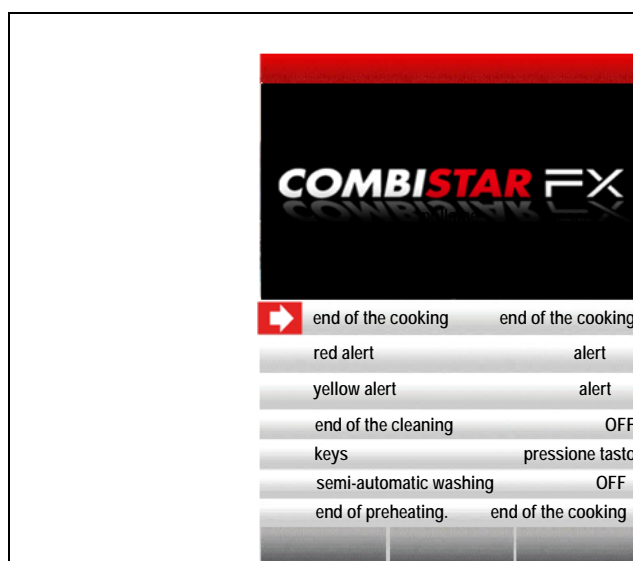 COMBISTAR FX
end of the cooking end of the cooking
red alert alert
yellow alert alert
end of the cleaning OFF
keys pressione tasto
semi-automatic washing OFF
end of preheating. end of the cooking